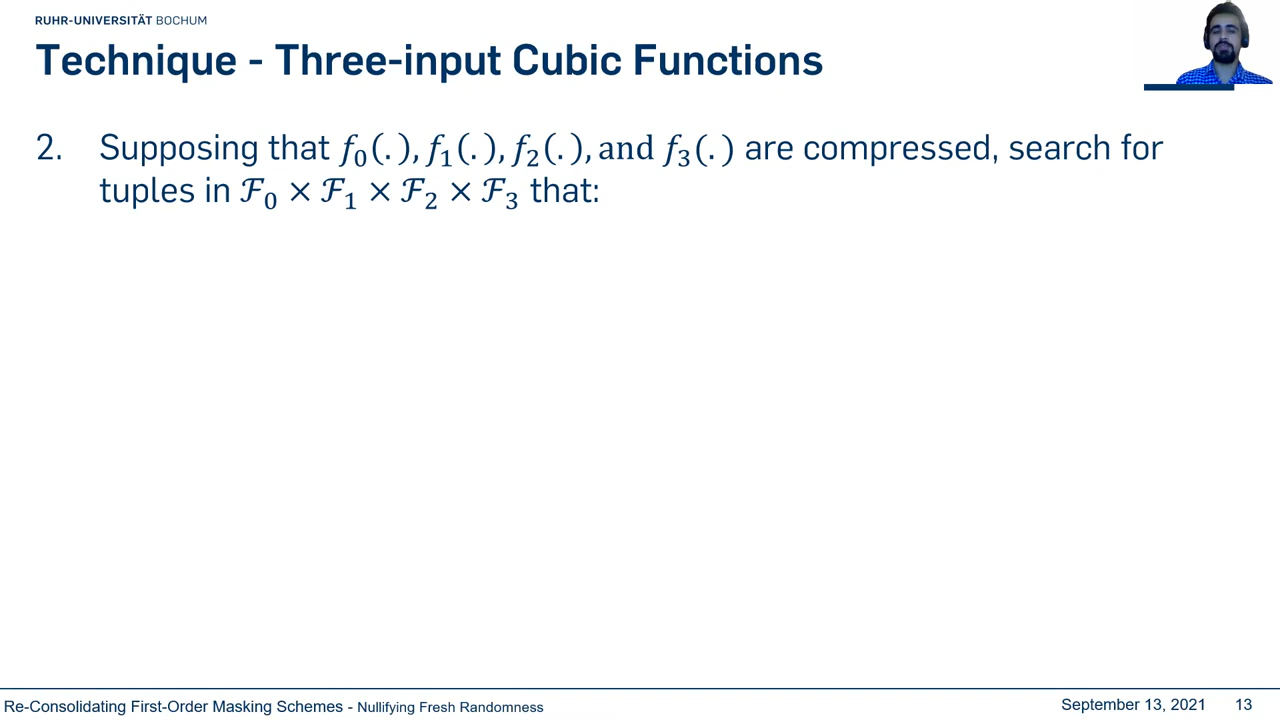 RUHR-UNIVERSITÄT BOCHUM
Technique - Three-input Cubic Functions
2. Supposing that f₀(.), f₁(.), f₂(.), and f₃(.) are compressed, search for
tuples in ℱ₀ × ℱ₁ × ℱ₂ × ℱ₃ that:
Re-Consolidating First-Order Masking Schemes - Nullifying Fresh Randomness
September 13, 2021 13